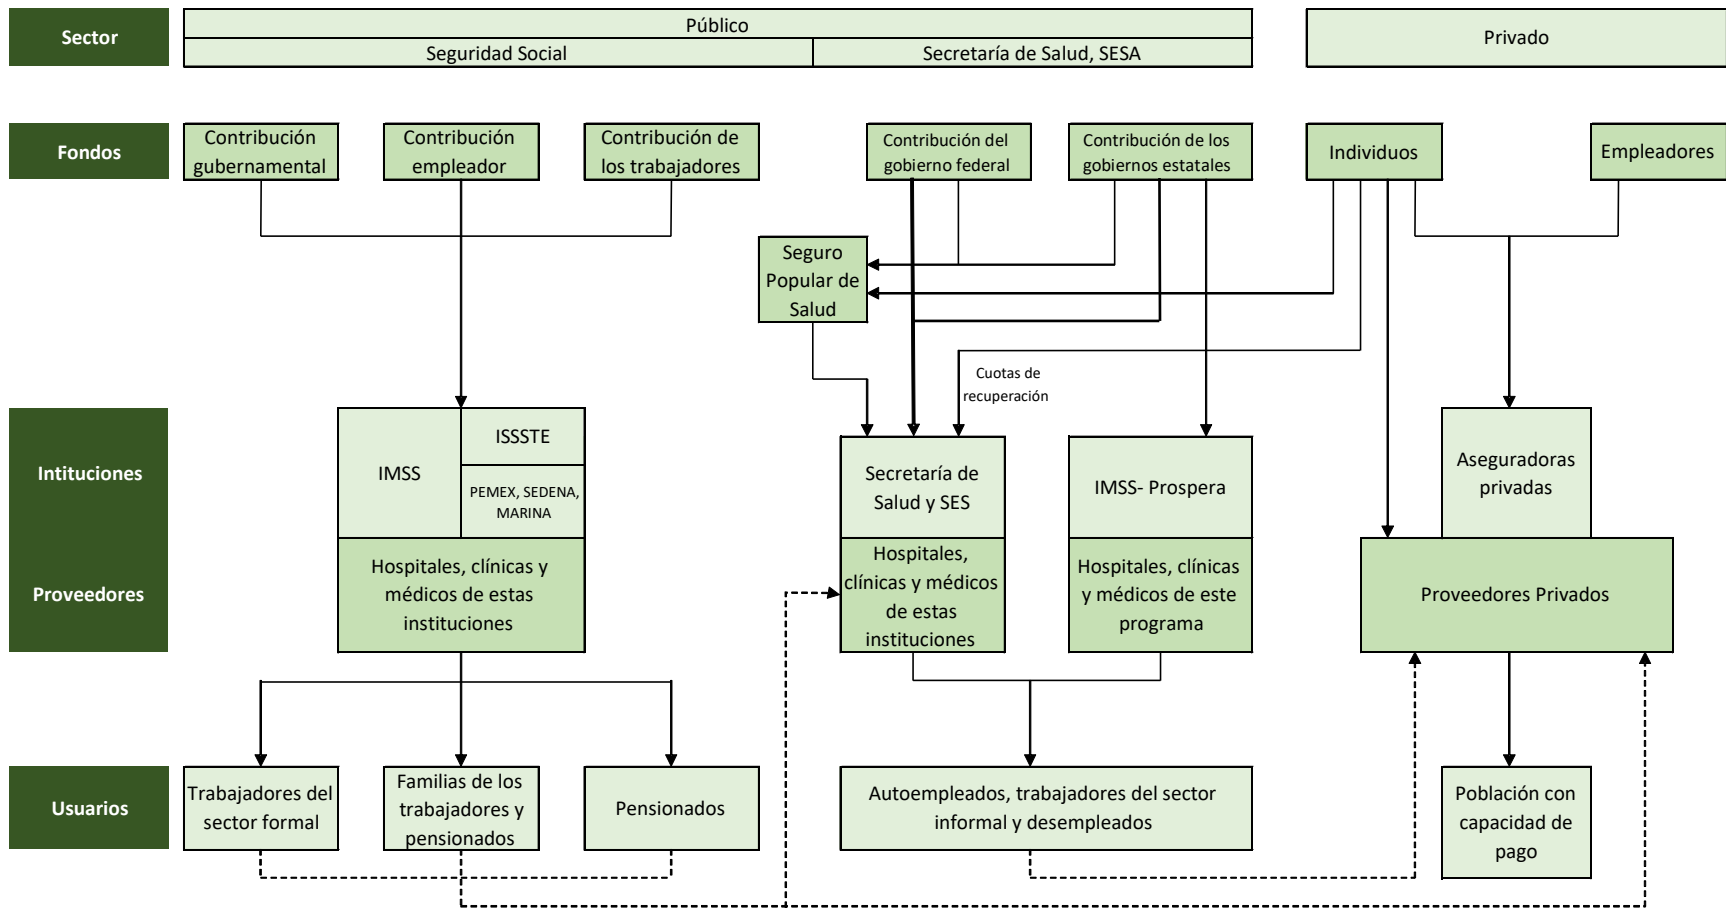 Sector
Público
Seguridad Social
Secretaría de Salud, SESA
Privado
Fondos
Contribución
gubernamental
Contribución
empleador
Contribución de
los trabajadores
Contribución del
gobierno federal
Contribución de los
gobiernos estatales
Individuos
Empleadores
Seguro
Popular de
Salud
Cuotas de
recuperación
Intituciones
IMSS
ISSSTE
PEMEX, SEDENA,
MARINA
Secretaría de
Salud y SES
IMSS- Prospera
Aseguradoras
privadas
Proveedores
Hospitales, clínicas y
médicos de estas
instituciones
Hospitales,
clínicas y médicos
de estas
instituciones
Hospitales, clínicas
y médicos de este
programa
Proveedores Privados
Usuarios
Trabajadores del
sector formal
Familias de los
trabajadores y
pensionados
Pensionados
Autoempleados, trabajadores del sector
informal y desempleados
Población con
capacidad de
pago